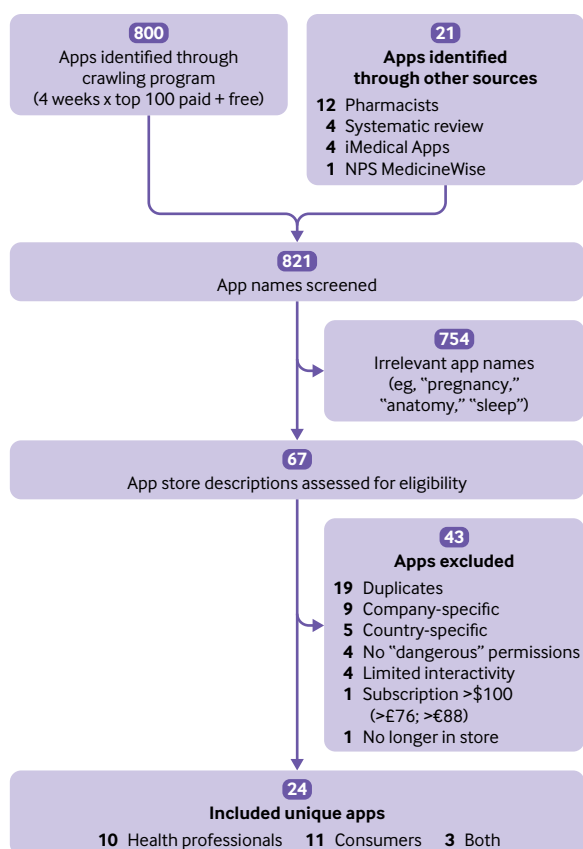 800
Apps identified through
crawling program
(4 weeks x top 100 paid + free)
21
Apps identified
through other sources
12 Pharmacists
4 Systematic review
4 iMedical Apps
1 NPS MedicineWise
821
App names screened
754
Irrelevant app names
(eg, “pregnancy,”
“anatomy,” “sleep”)
67
App store descriptions assessed for eligibility
43
Apps excluded
19 Duplicates
9 Company-specific
5 Country-specific
4 No “dangerous” permissions
4 Limited interactivity
1 Subscription >$100
(>£76; >€88)
1 No longer in store
24
Included unique apps
10 Health professionals 11 Consumers 3 Both